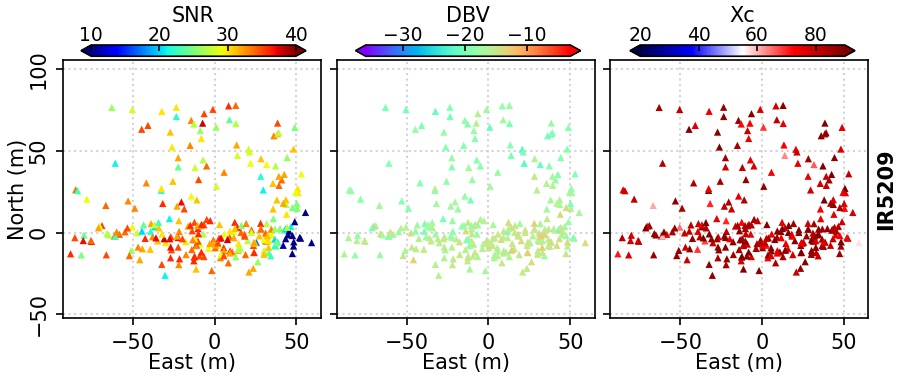 SNR
DBV
Xc
10 20 30 40
−30 −20 −10
20 40 60 80
100
50
0
−50
North (m)
−50 0 50
−50 0 50
−50 0 50
East (m)
East (m)
East (m)
IR5209